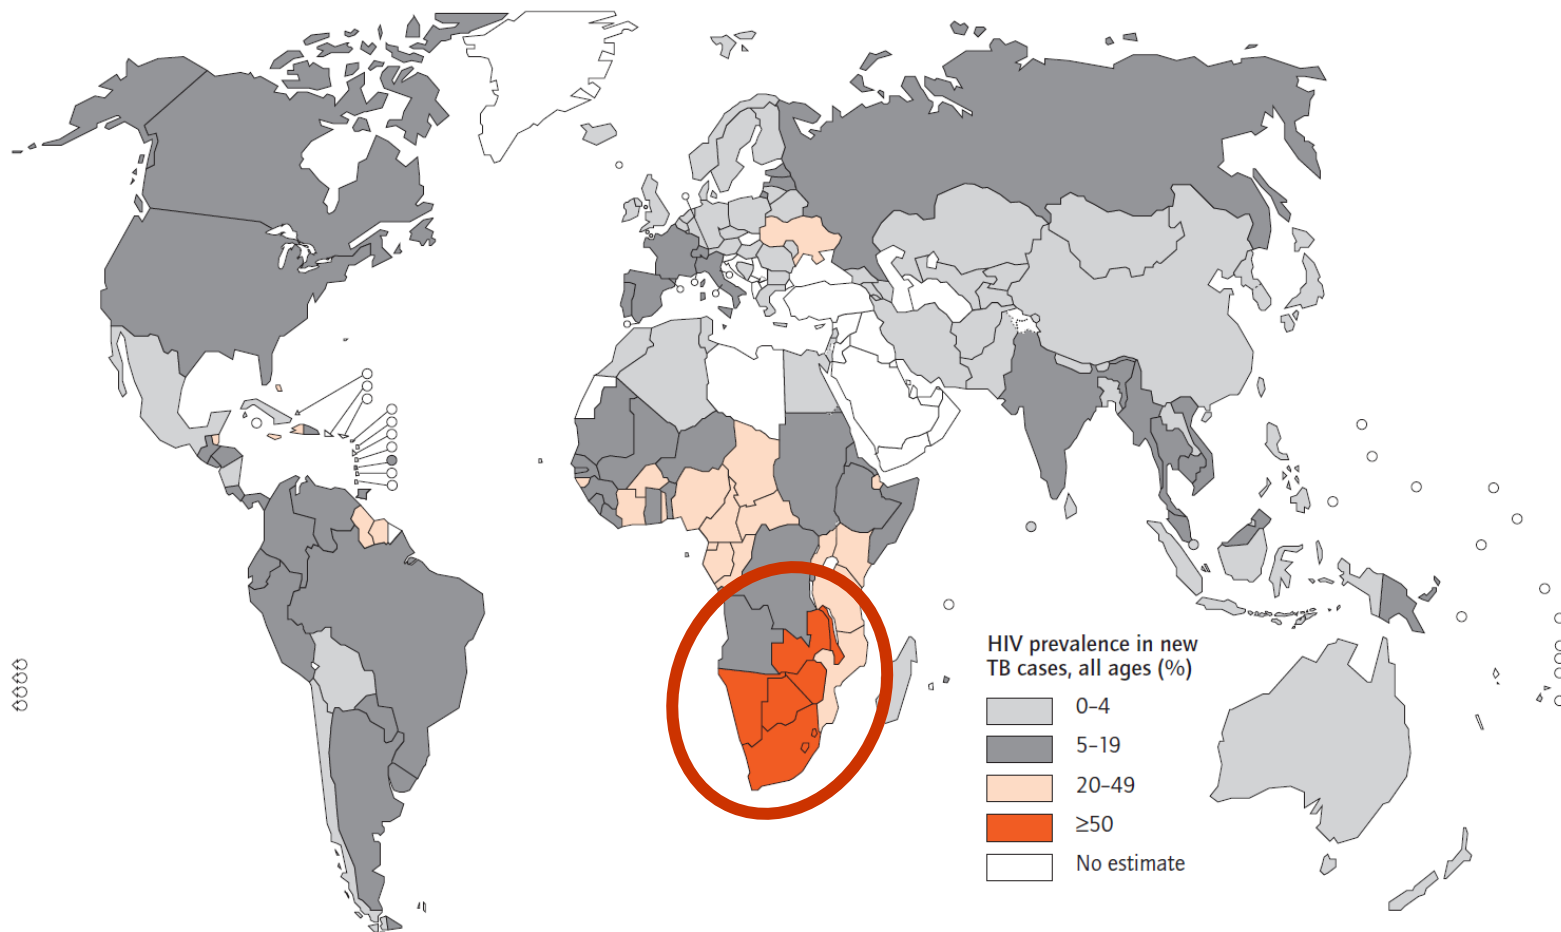 HIV prevalence in new
TB cases, all ages (%)
0–4
5–19
20–49
≥50
No estimate